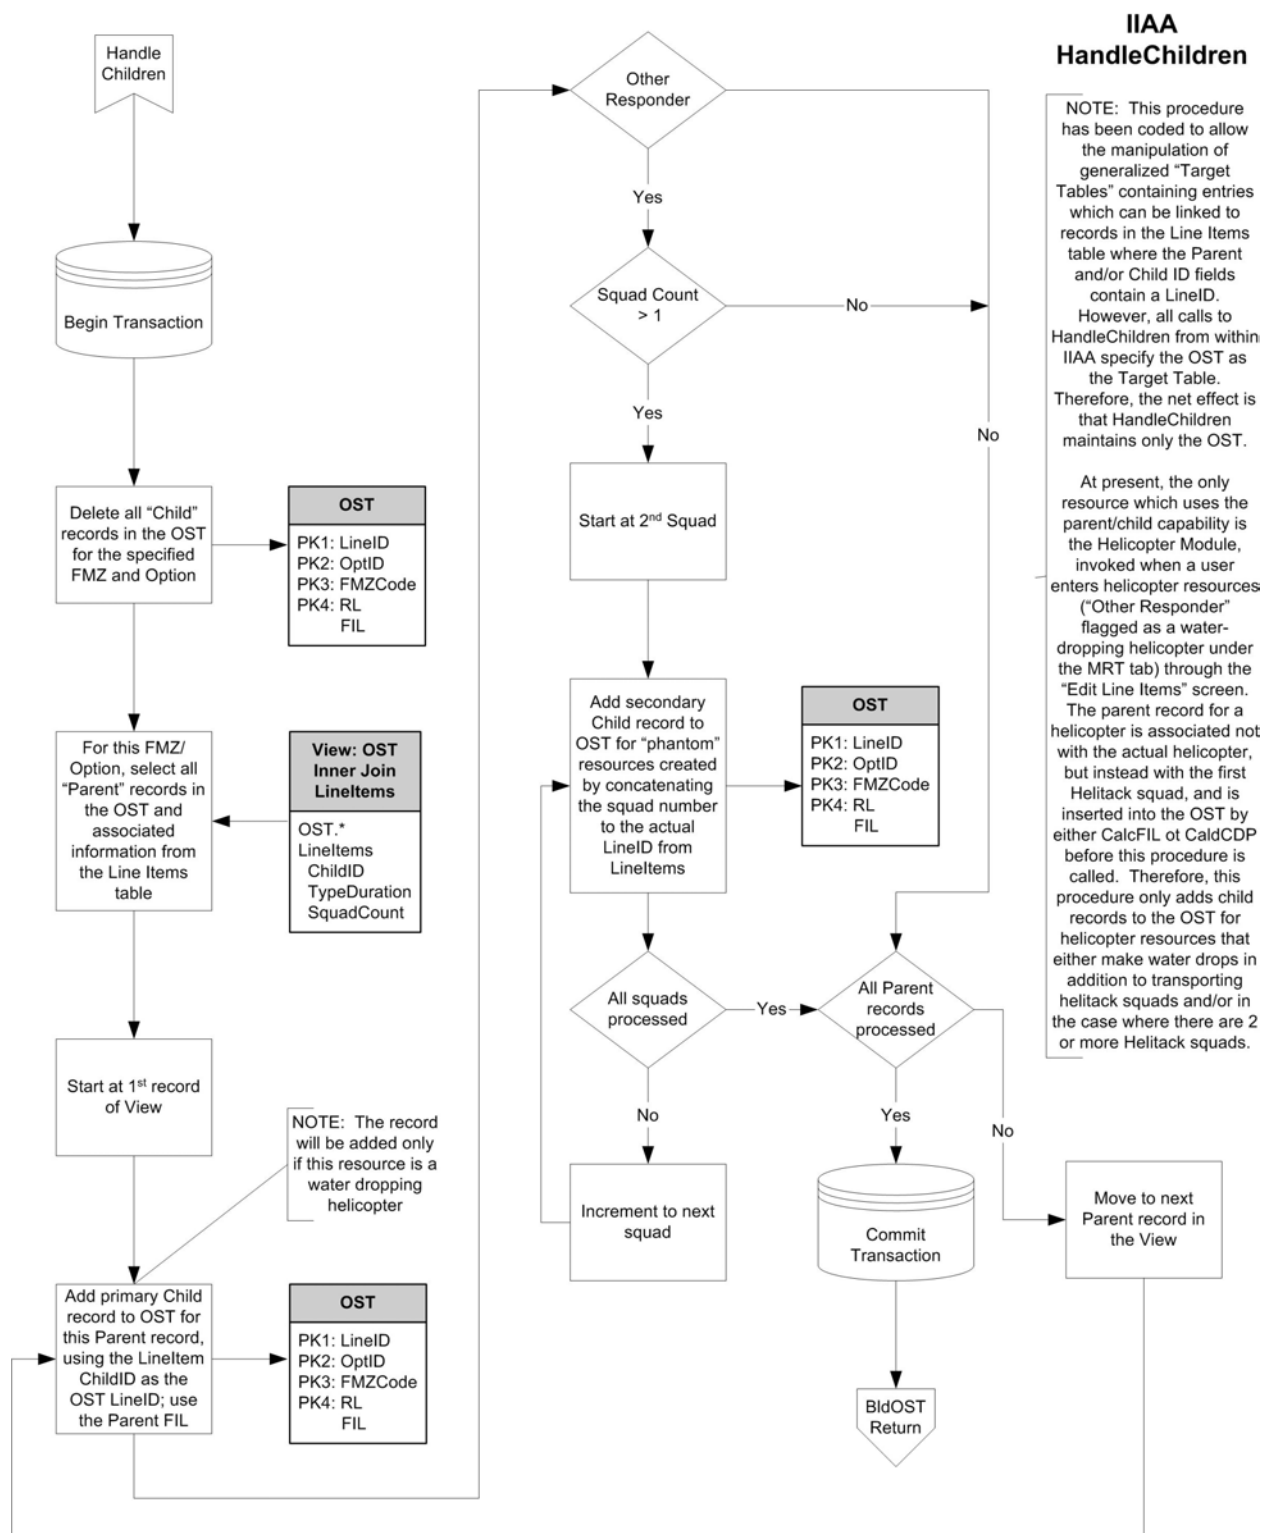 IIAA
HandleChildren
Handle
Children
Begin Transaction
Delete all “Child”
records in the OST
for the specified
FMZ and Option
OST
PK1: LineID
PK2: OptID
PK3: FMZCode
PK4: RL
FIL
For this FMZ/
Option, select all
“Parent” records in
the OST and
associated
information from
the Line Items
table
View: OST
Inner Join
LineItems
OST.*
LineItems
ChildID
TypeDuration
SquadCount
Start at 1st record
of View
NOTE: The record
will be added only
if this resource is a
water dropping
helicopter
Add primary Child
record to OST for
this Parent record,
using the LineItem
ChildID as the
OST LineID; use
the Parent FIL
OST
PK1: LineID
PK2: OptID
PK3: FMZCode
PK4: RL
FIL
Other
Responder
Yes
Squad Count
> 1
No
Yes
No
Start at 2nd Squad
Add secondary
Child record to
OST for “phantom”
resources created
by concatenating
the squad number
to the actual
LineID from
LineItems
OST
PK1: LineID
PK2: OptID
PK3: FMZCode
PK4: RL
FIL
All squads
processed
Yes
All Parent
records
processed
No
Yes
No
Increment to next
squad
Commit
Transaction
Move to next
Parent record in
the View
BldOST
Return
NOTE: This procedure
has been coded to allow
the manipulation of
generalized “Target
Tables” containing entries
which can be linked to
records in the Line Items
table where the Parent
and/or Child ID fields
contain a LineID.
However, all calls to
HandleChildren from within
IIAA specify the OST as
the Target Table.
Therefore, the net effect is
that HandleChildren
maintains only the OST.
At present, the only
resource which uses the
parent/child capability is
the Helicopter Module,
invoked when a user
enters helicopter resources
(“Other Responder”
flagged as a water-
dropping helicopter under
the MRT tab) through the
“Edit Line Items” screen.
The parent record for a
helicopter is associated not
with the actual helicopter,
but instead with the first
Helitack squad, and is
inserted into the OST by
either CalcFIL ot CaldCDP
before this procedure is
called. Therefore, this
procedure only adds child
records to the OST for
helicopter resources that
either make water drops in
addition to transporting
helitack squads and/or in
the case where there are 2
or more Helitack squads.